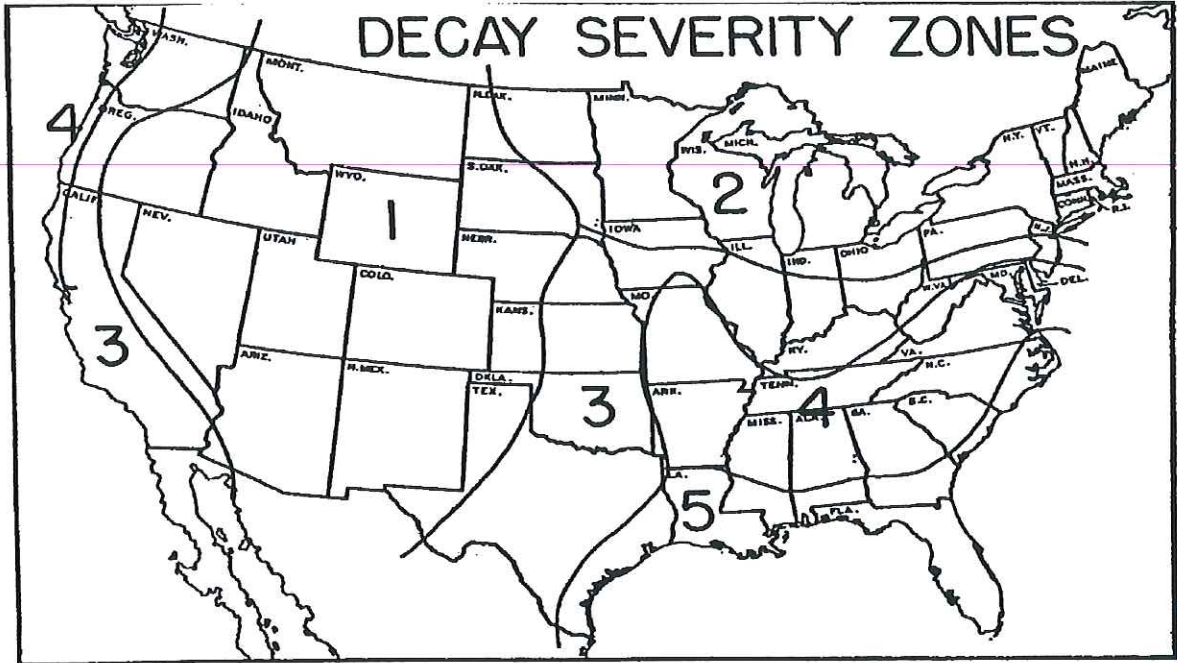 DECAY SEVERITY ZONES
WASH.
MONT.
N.DAK.
MINN.
MAINE
4
OREG.
IDAHO
WIS.
MICH.
N.Y.
VT.
N.H.
WYO.
S.DAK.
MASS.
CONN.
R.I.
2
CALIF
NEV.
1
UTAH
NEBR.
IOWA
ILL.
IND.
OHIO
PA.
N.J.
COLO.
MO.
W.VA.
MD.
DEL.
KANS.
3
ARIZ.
N.MEX.
OKLA.
TEX.
3
ARK.
KY.
TENN.
VA.
N.C.
4
MISS.
ALA.
GA.
S.C.
LA.
5
FLA.